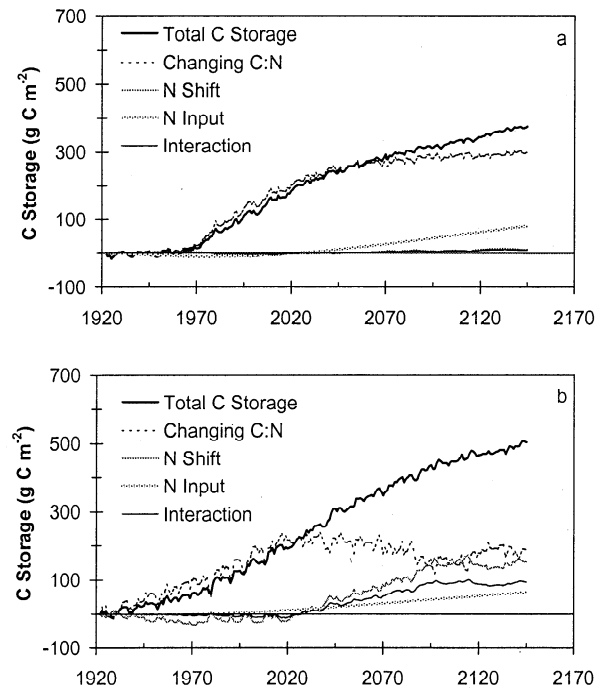 700
a
Total C Storage
Changing C:N
500
N Shift
N Input
Interaction
300
100
-100
C Storage (g C m-2)
1920 1970 2020 2070 2120 2170
700
b
Total C Storage
Changing C:N
500
N Shift
N Input
Interaction
300
100
-100
C Storage (g C m-2)
1920 1970 2020 2070 2120 2170